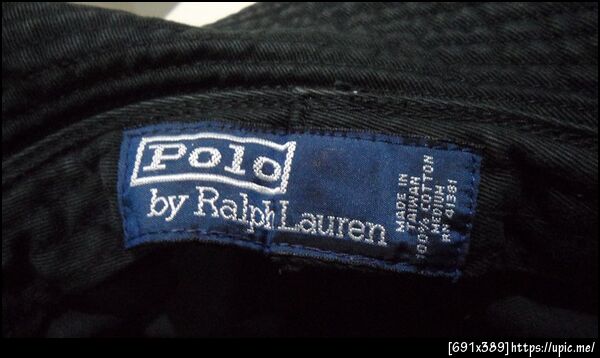 Polo
by Ralph Lauren
MADE IN
TAIWAN
100% COTTON
MEDIUM
RN 41381
[691x389]https://upic.me/